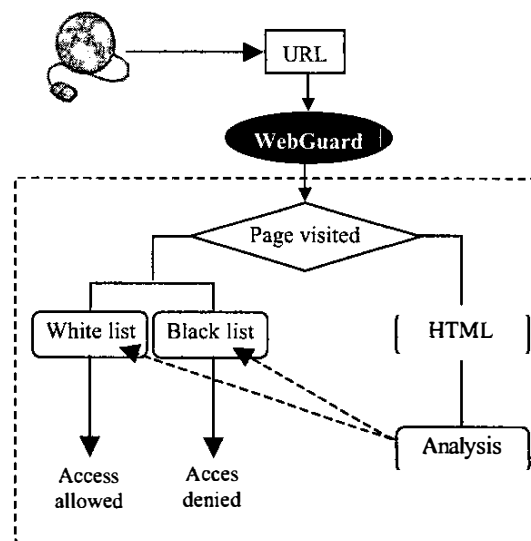 URL
WebGuard
Page visited
White list
Black list
HTML
Analysis
Access
allowed
Acces
denied